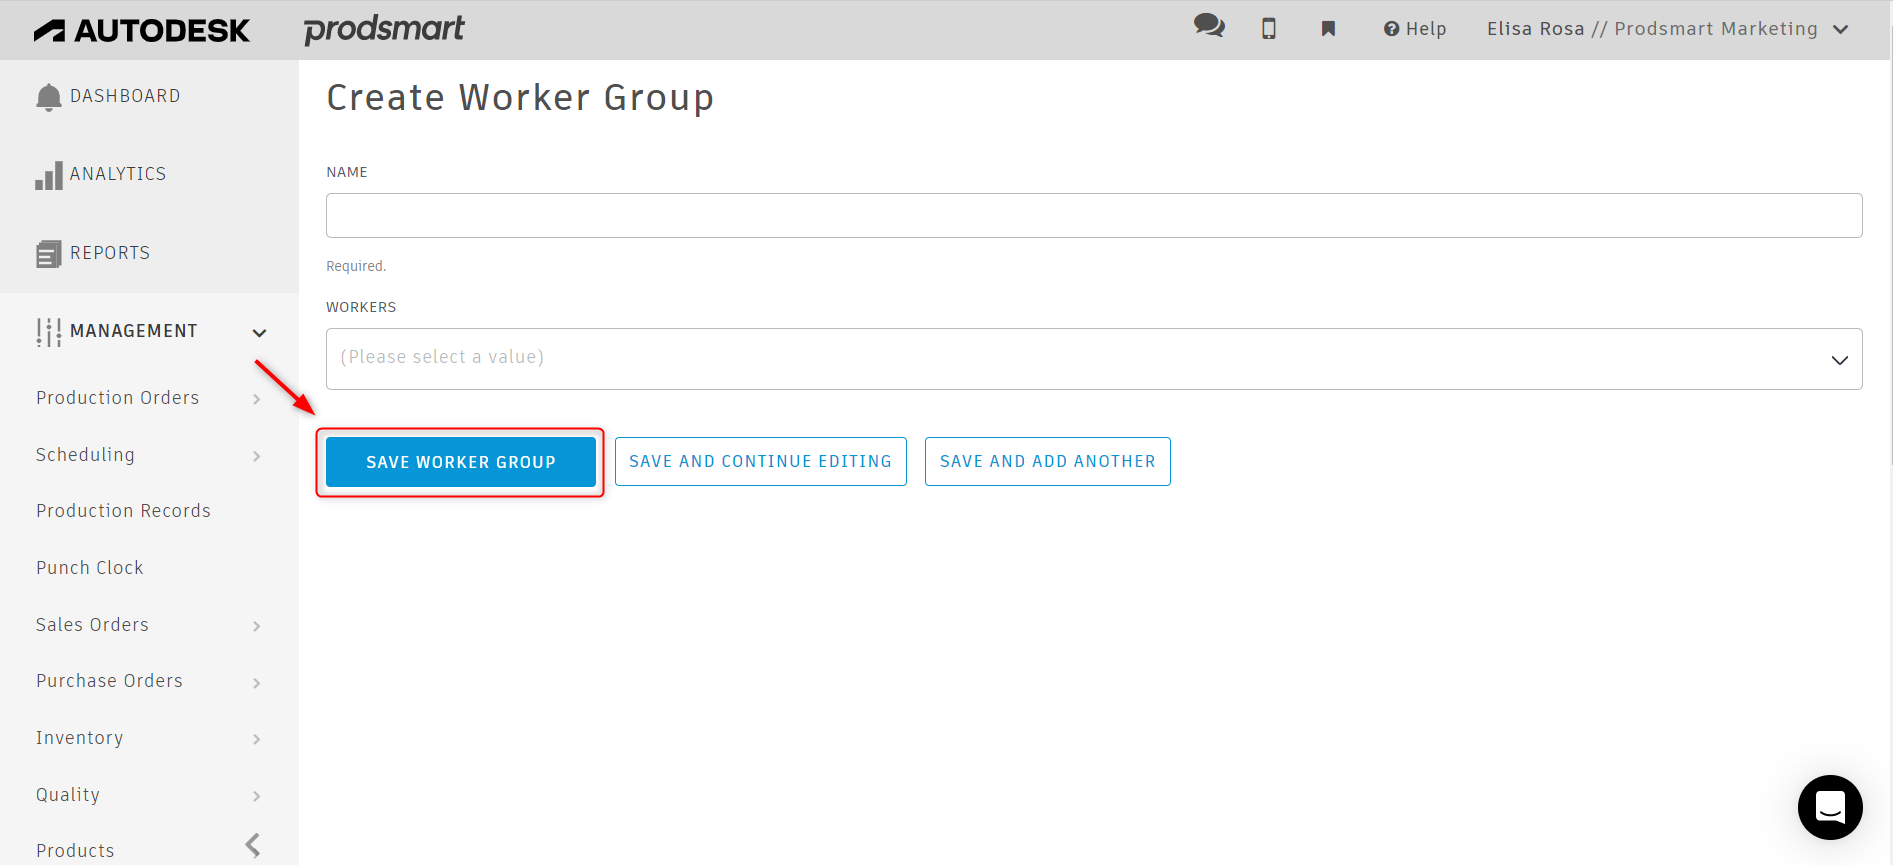 AUTODESK prodsmart
Help
Elisa Rosa // Prodsmart Marketing
DASHBOARD
ANALYTICS
REPORTS
MANAGEMENT
Production Orders
Scheduling
Production Records
Punch Clock
Sales Orders
Purchase Orders
Inventory
Quality
Products
Create Worker Group
NAME
Required.
WORKERS
(Please select a value)
SAVE WORKER GROUP
SAVE AND CONTINUE EDITING
SAVE AND ADD ANOTHER